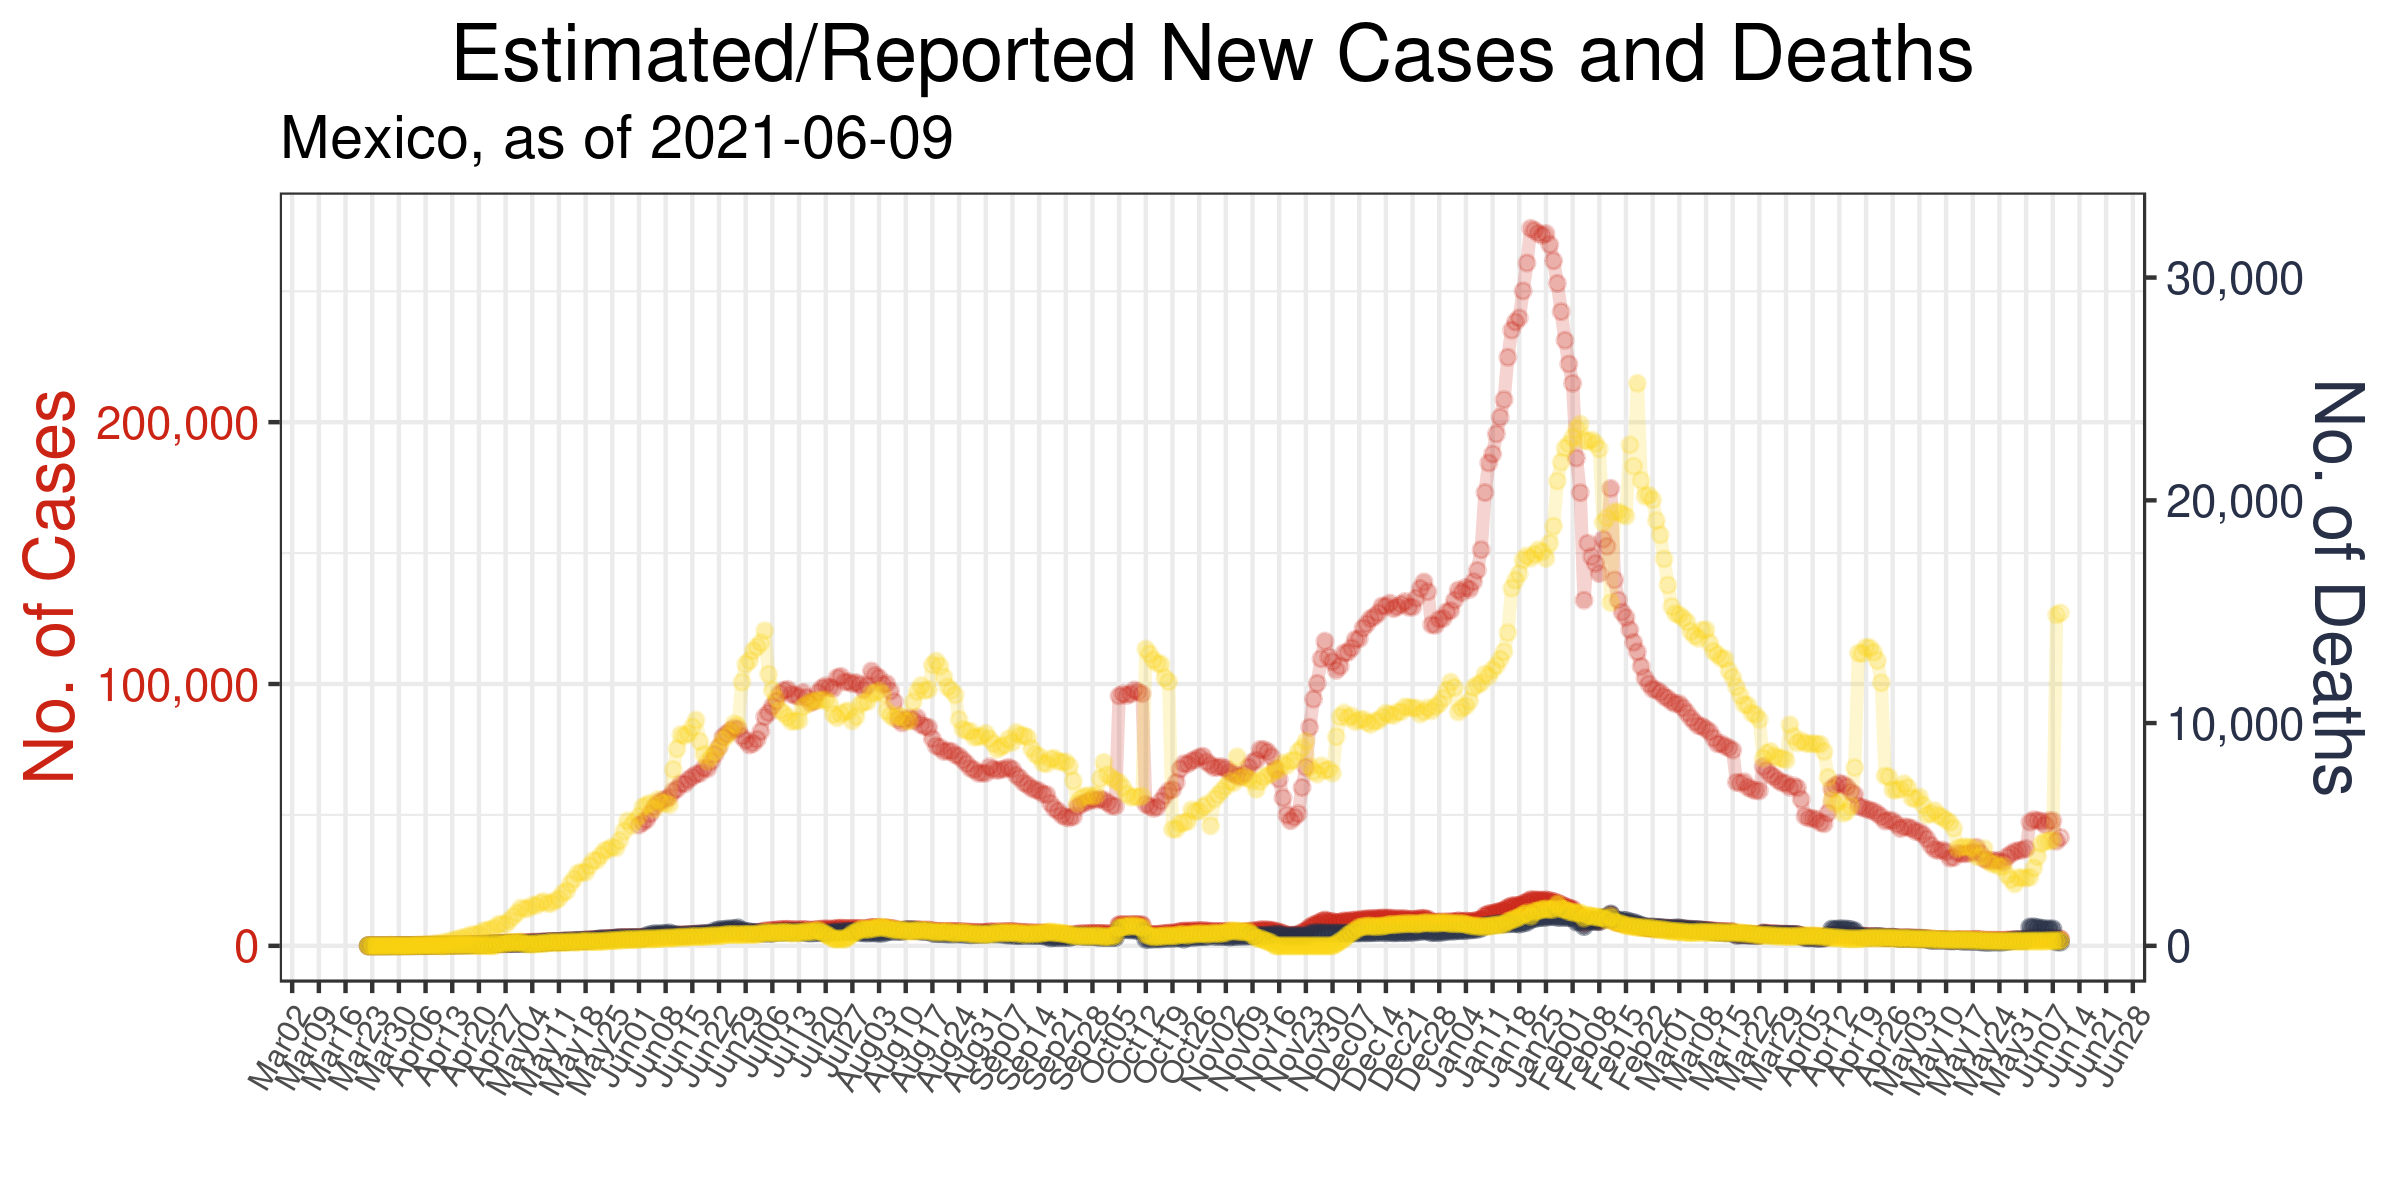 Estimated/Reported New Cases and Deaths
Mexico, as of 2021-06-09
No. of Cases
200,000
100,000
0
30,000
20,000
10,000
0
No. of Deaths
Mar02
Mar09
Mar16
Mar23
Mar30
Apr06
Apr13
Apr20
Apr27
May04
May11
May18
May25
Jun01
Jun08
Jun15
Jun22
Jun29
Jul06
Jul13
Jul20
Jul27
Aug03
Aug10
Aug17
Aug24
Aug31
Sep07
Sep14
Sep21
Sep28
Oct05
Oct12
Oct19
Oct26
Nov02
Nov09
Nov16
Nov23
Nov30
Dec07
Dec14
Dec21
Dec28
Dec04
Jan11
Jan18
Jan25
Feb01
Feb08
Feb15
Feb22
Mar01
Mar08
Mar15
Mar22
Mar29
Apr05
Apr12
Apr19
Apr26
May03
May10
May17
May24
May31
Jun07
Jun14
Jun21
Jun28